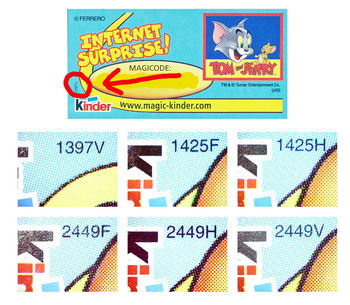 © FERRERO
INTERNET
SURPRISE!
MAGICODE:
TOM AND JERRY
TM & © Turner Entertainment Co.
(s03)
kinder
www.magic-kinder.com
1397V
1425F
1425H
2449F
2449H
2449V